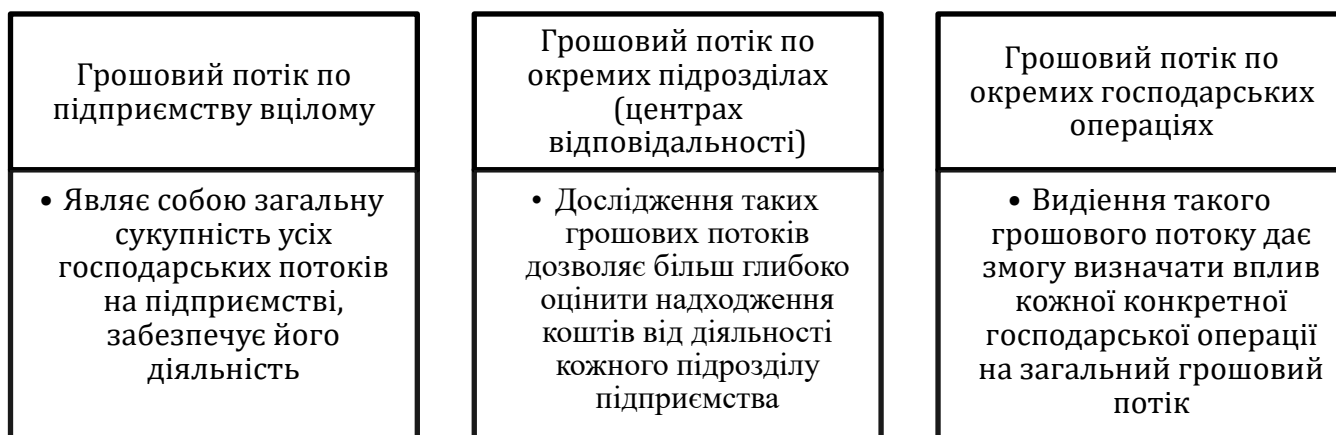 Грошовий потік по
підприємству вцілому
• Являє собою загальну
сукупність усіх
господарських потоків
на підприємстві,
забезпечує його
діяльність
Грошовий потік по
окремих підрозділах
(центрах
відповідальності)
• Дослідження таких
грошових потоків
дозволяє більш глибоко
оцінити надходження
коштів від діяльності
кожного підрозділу
підприємства
Грошовий потік по
окремих господарських
операціях
• Видіення такого
грошового потоку дає
змогу визначати вплив
кожної конкретної
господарської операції
на загальний грошовий
потік